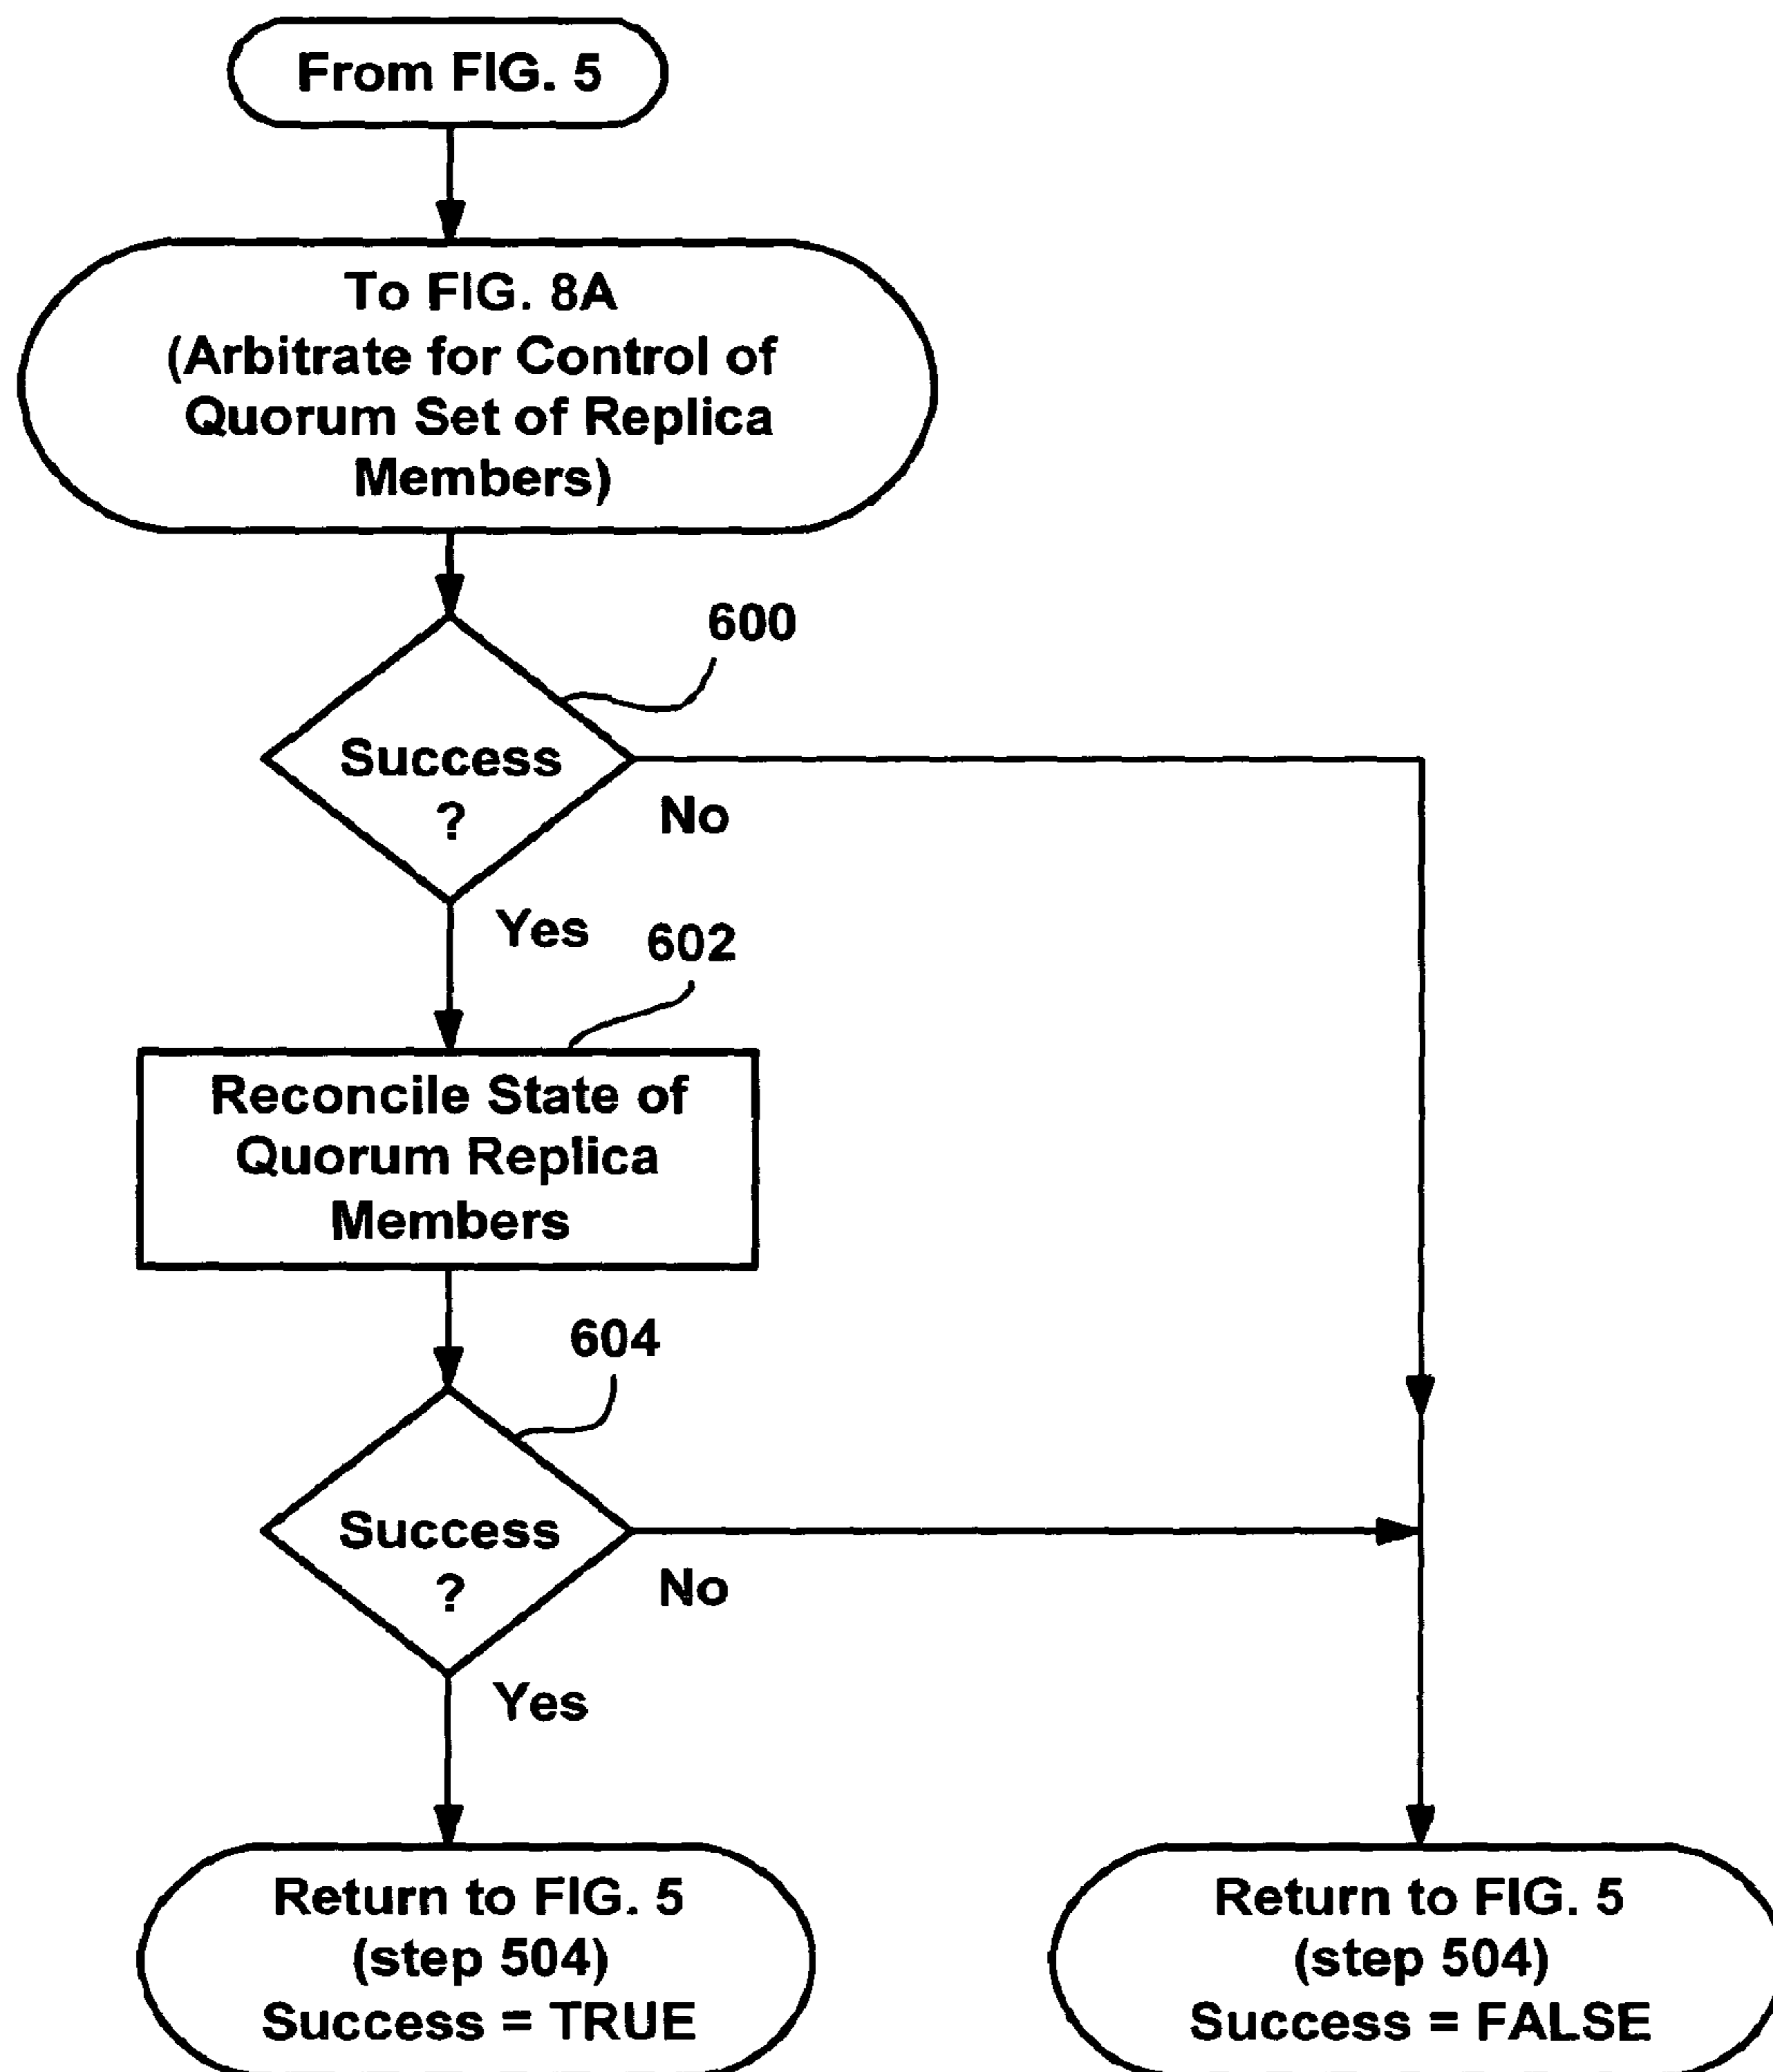 From FIG. 5
To FIG. 8A
(Arbitrate for Control of
Quorum Set of Replica
Members)
600
Success
?
No
Yes
602
Reconcile State of
Quorum Replica
Members
604
Success
?
No
Yes
Return to FIG. 5
(step 504)
Success = TRUE
Return to FIG. 5
(step 504)
Success = FALSE